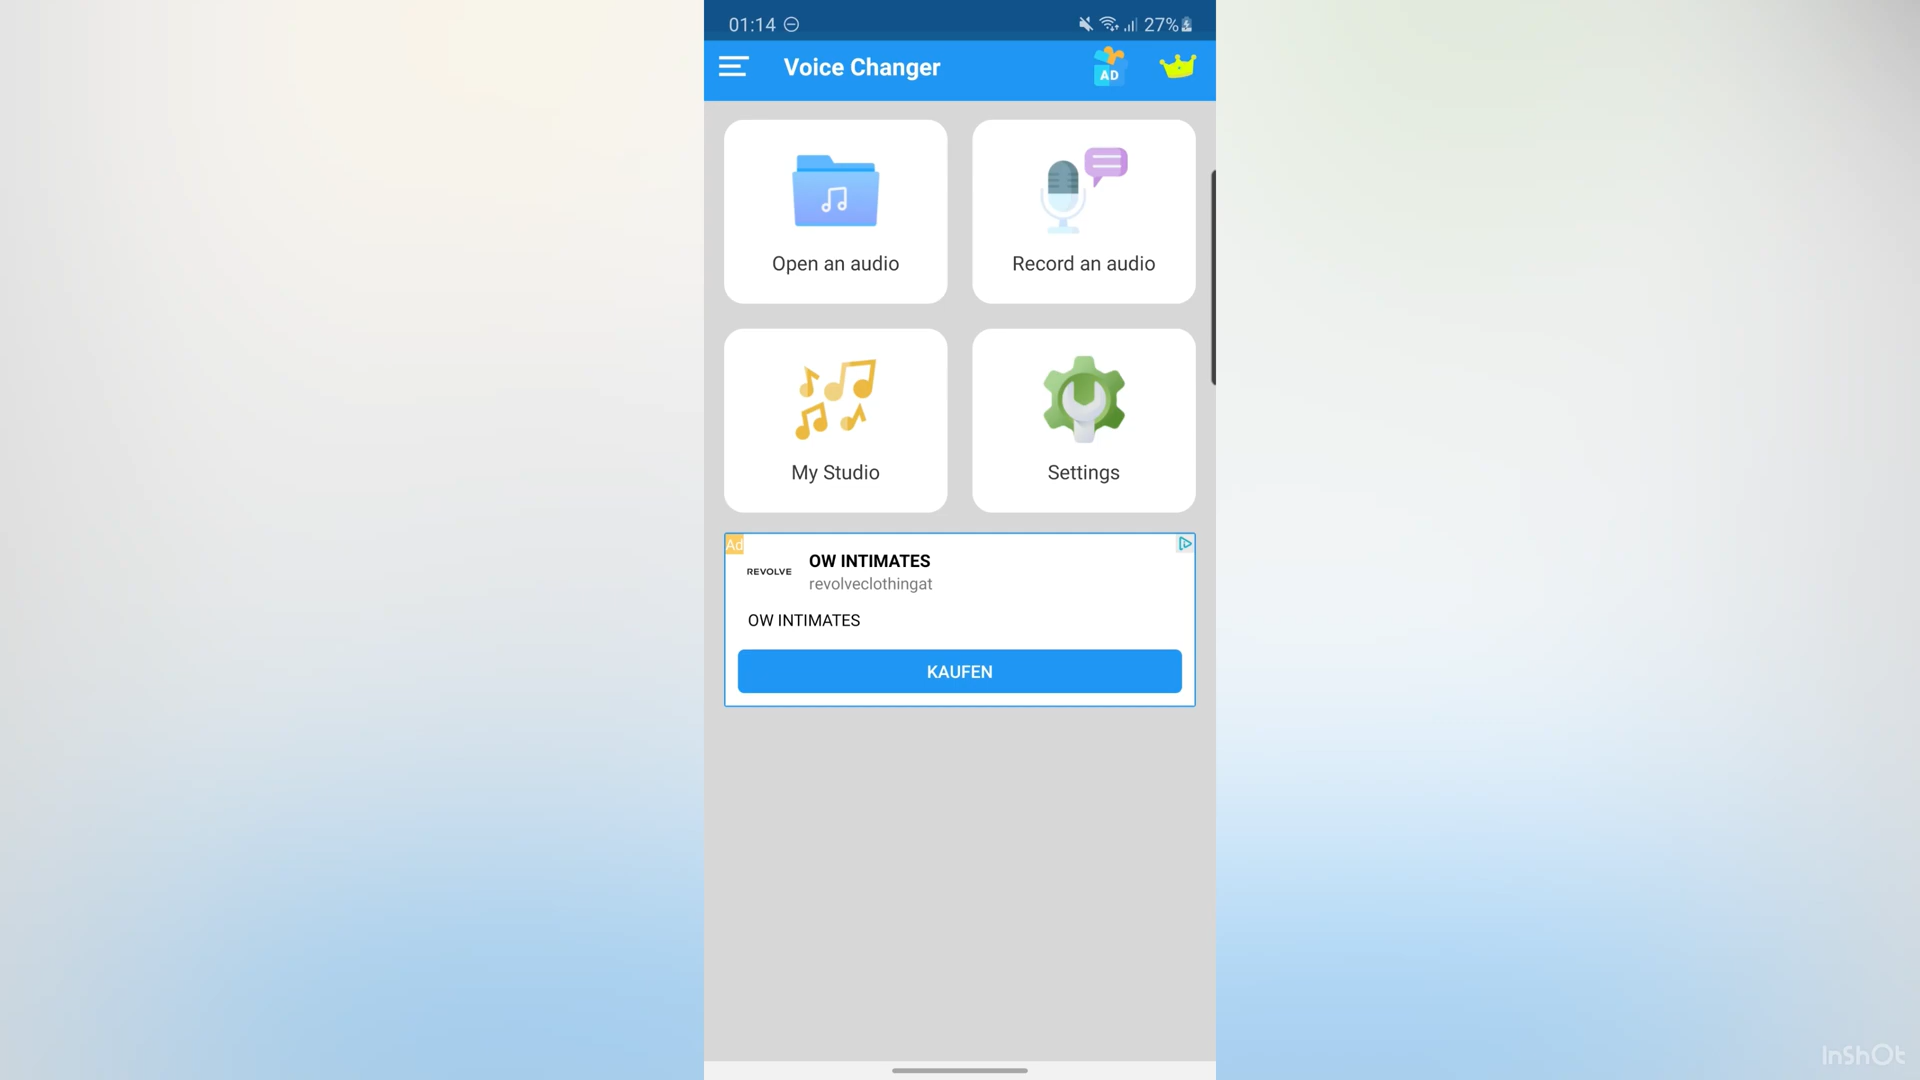 01:14
27%
Voice Changer
AD
Open an audio
Record an audio
My Studio
Settings
Ad
REVOLVE
OW INTIMATES
revolveclothingat
OW INTIMATES
KAUFEN
InShOt